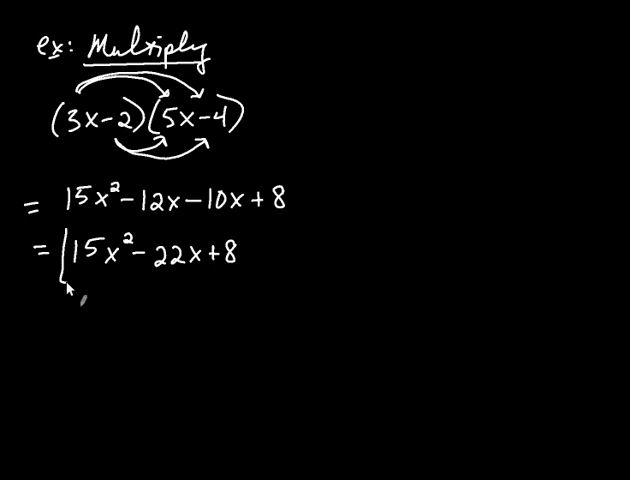 ex: Multiply
(3x-2)(5x-4)
= 15x²-12x-10x+8
= 15x²-22x+8